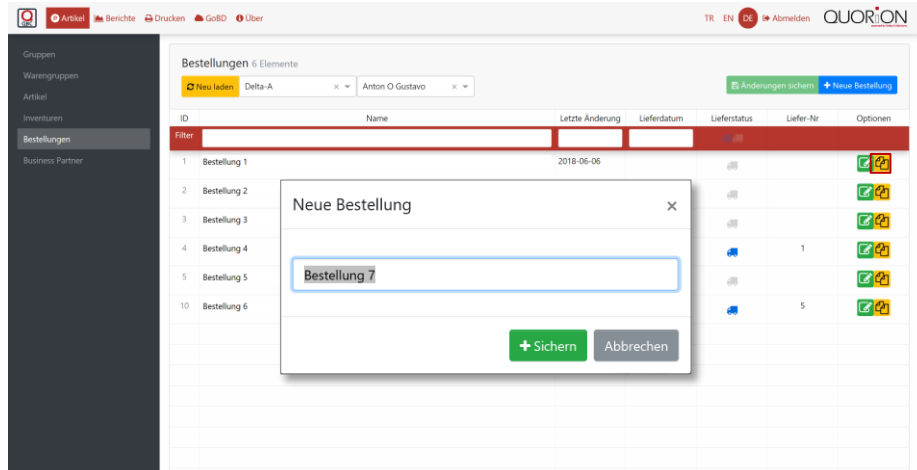 QBC Artikel Berichte Drucken GoBD Über TR EN DE Abmelden QUORiON
Gruppen
Warengruppen
Artikel
Inventuren
Bestellungen
Business Partner
Bestellungen 6 Elemente
Neu laden Delta-A × Anton O Gustavo × Änderungen sichern + Neue Bestellung
ID Name Letzte Änderung Lieferdatum Lieferstatus Liefer-Nr Optionen
Filter
1 Bestellung 1 2018-06-06
2 Bestellung 2
3 Bestellung 3
4 Bestellung 4 1
5 Bestellung 5
10 Bestellung 6 5
Neue Bestellung ×
Bestellung 7
+ Sichern Abbrechen